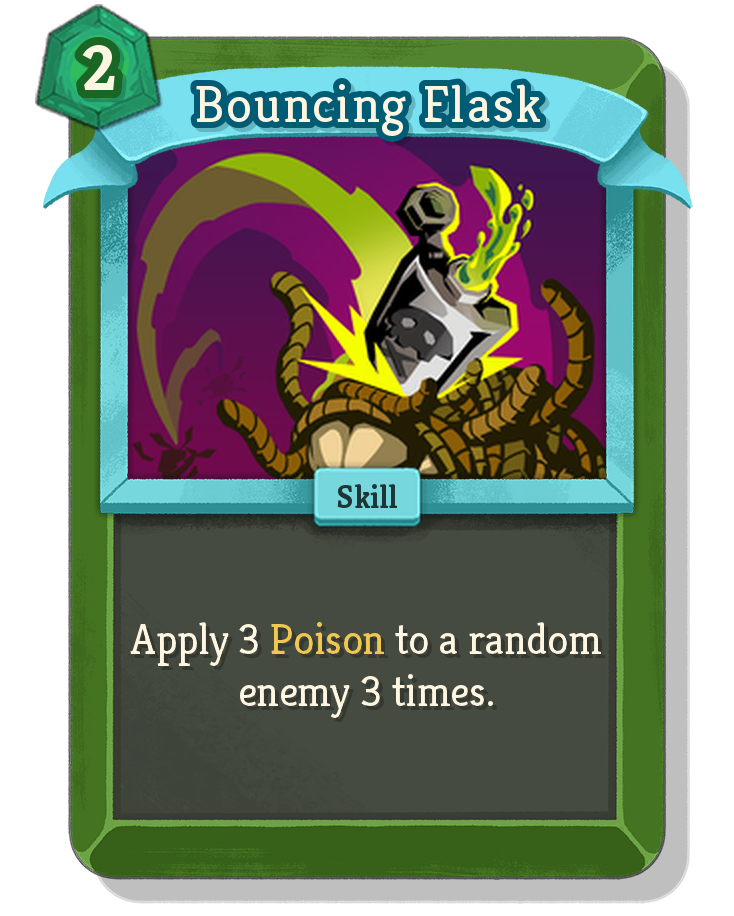 2
Bouncing Flask
Skill
Apply 3 Poison to a random
enemy 3 times.